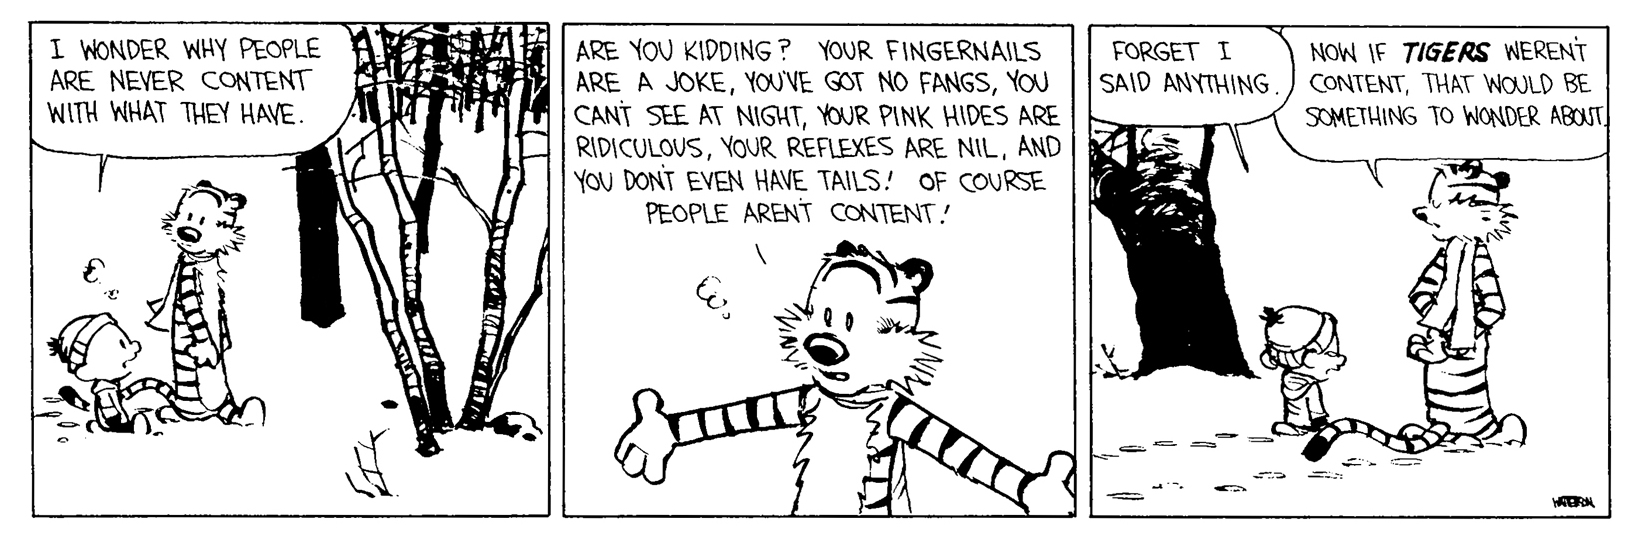 I WONDER WHY PEOPLE
ARE NEVER CONTENT
WITH WHAT THEY HAVE.
ARE YOU KIDDING? YOUR FINGERNAILS
ARE A JOKE, YOU'VE GOT NO FANGS, YOU
CAN'T SEE AT NIGHT, YOUR PINK HIDES ARE
RIDICULOUS, YOUR REFLEXES ARE NIL, AND
YOU DON'T EVEN HAVE TAILS! OF COURSE
PEOPLE AREN'T CONTENT!
FORGET I
SAID ANYTHING.
NOW IF TIGERS WEREN'T
CONTENT, THAT WOULD BE
SOMETHING TO WONDER ABOUT.
WATTERSON